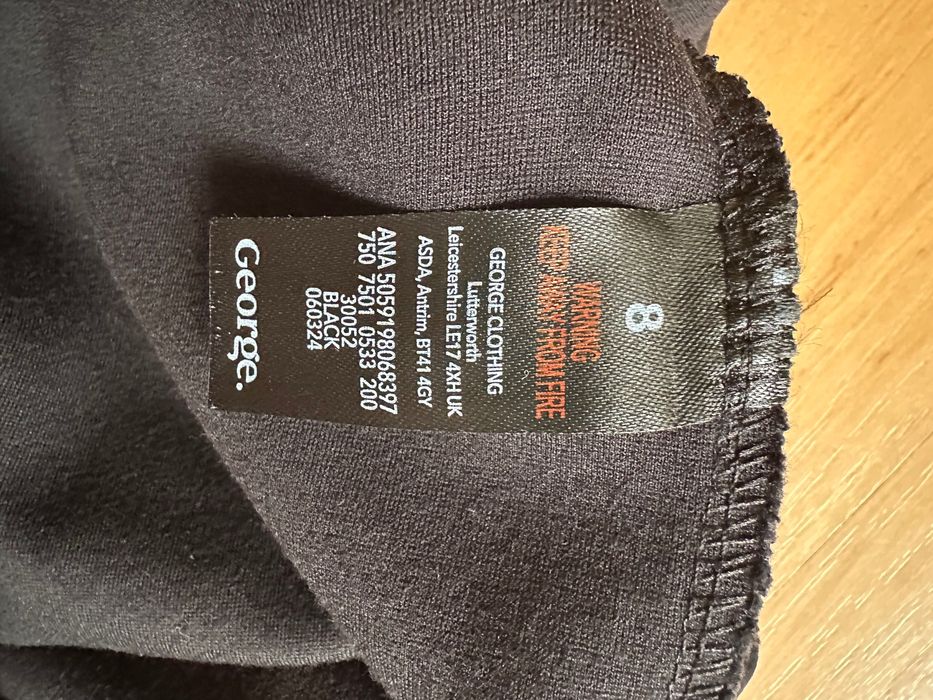 8
WARNING
KEEP AWAY FROM FIRE
GEORGE CLOTHING
Lutterworth
Leicestershire LE17 4XH UK
ASDA, Antrim, BT41 4GY
ANA 5059198068397
750 7501 0533 200
30052
BLACK
060324
George.